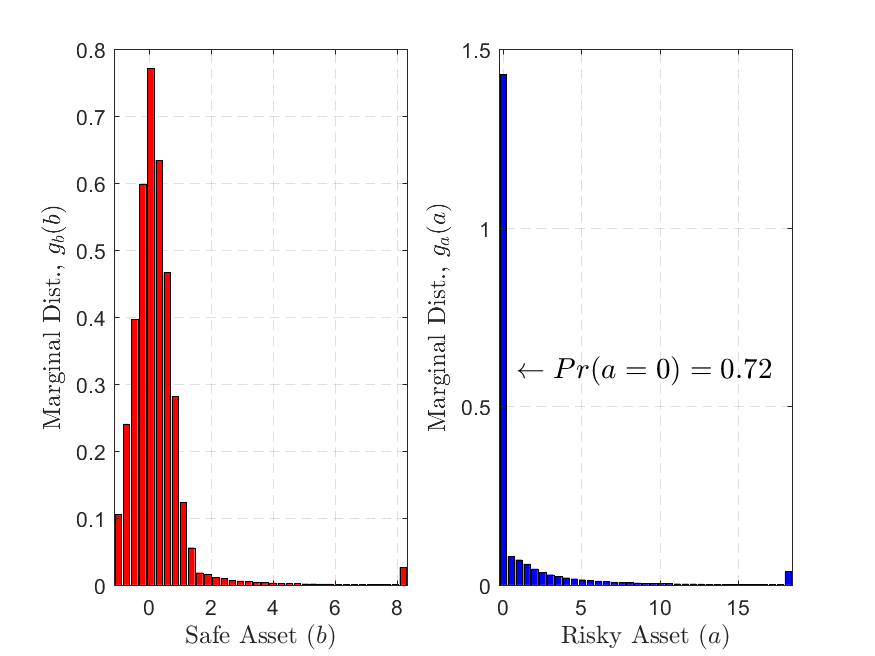 0.8
0.7
0.6
0.5
0.4
0.3
0.2
0.1
0
Marginal Dist., g_b(b)
0 2 4 6 8
Safe Asset (b)
1.5
1
0.5
0
Marginal Dist., g_a(a)
← Pr(a = 0) = 0.72
0 5 10 15
Risky Asset (a)